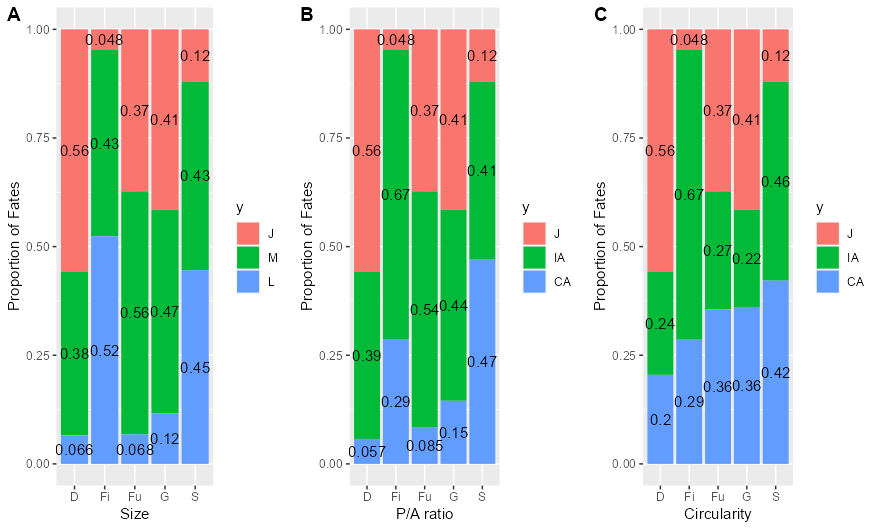 A
Proportion of Fates
1.00
0.75
0.50
0.25
0.00
0.56
0.38
0.066
0.048
0.43
0.52
0.37
0.56
0.068
0.41
0.47
0.12
0.12
0.43
0.45
D Fi Fu G S
Size
y
J
M
L
B
Proportion of Fates
1.00
0.75
0.50
0.25
0.00
0.56
0.39
0.057
0.048
0.67
0.29
0.37
0.54
0.085
0.41
0.44
0.15
0.12
0.41
0.47
D Fi Fu G S
P/A ratio
y
J
IA
CA
C
Proportion of Fates
1.00
0.75
0.50
0.25
0.00
0.56
0.24
0.2
0.048
0.67
0.29
0.37
0.27
0.36
0.41
0.22
0.36
0.12
0.46
0.42
D Fi Fu G S
Circularity
y
J
IA
CA